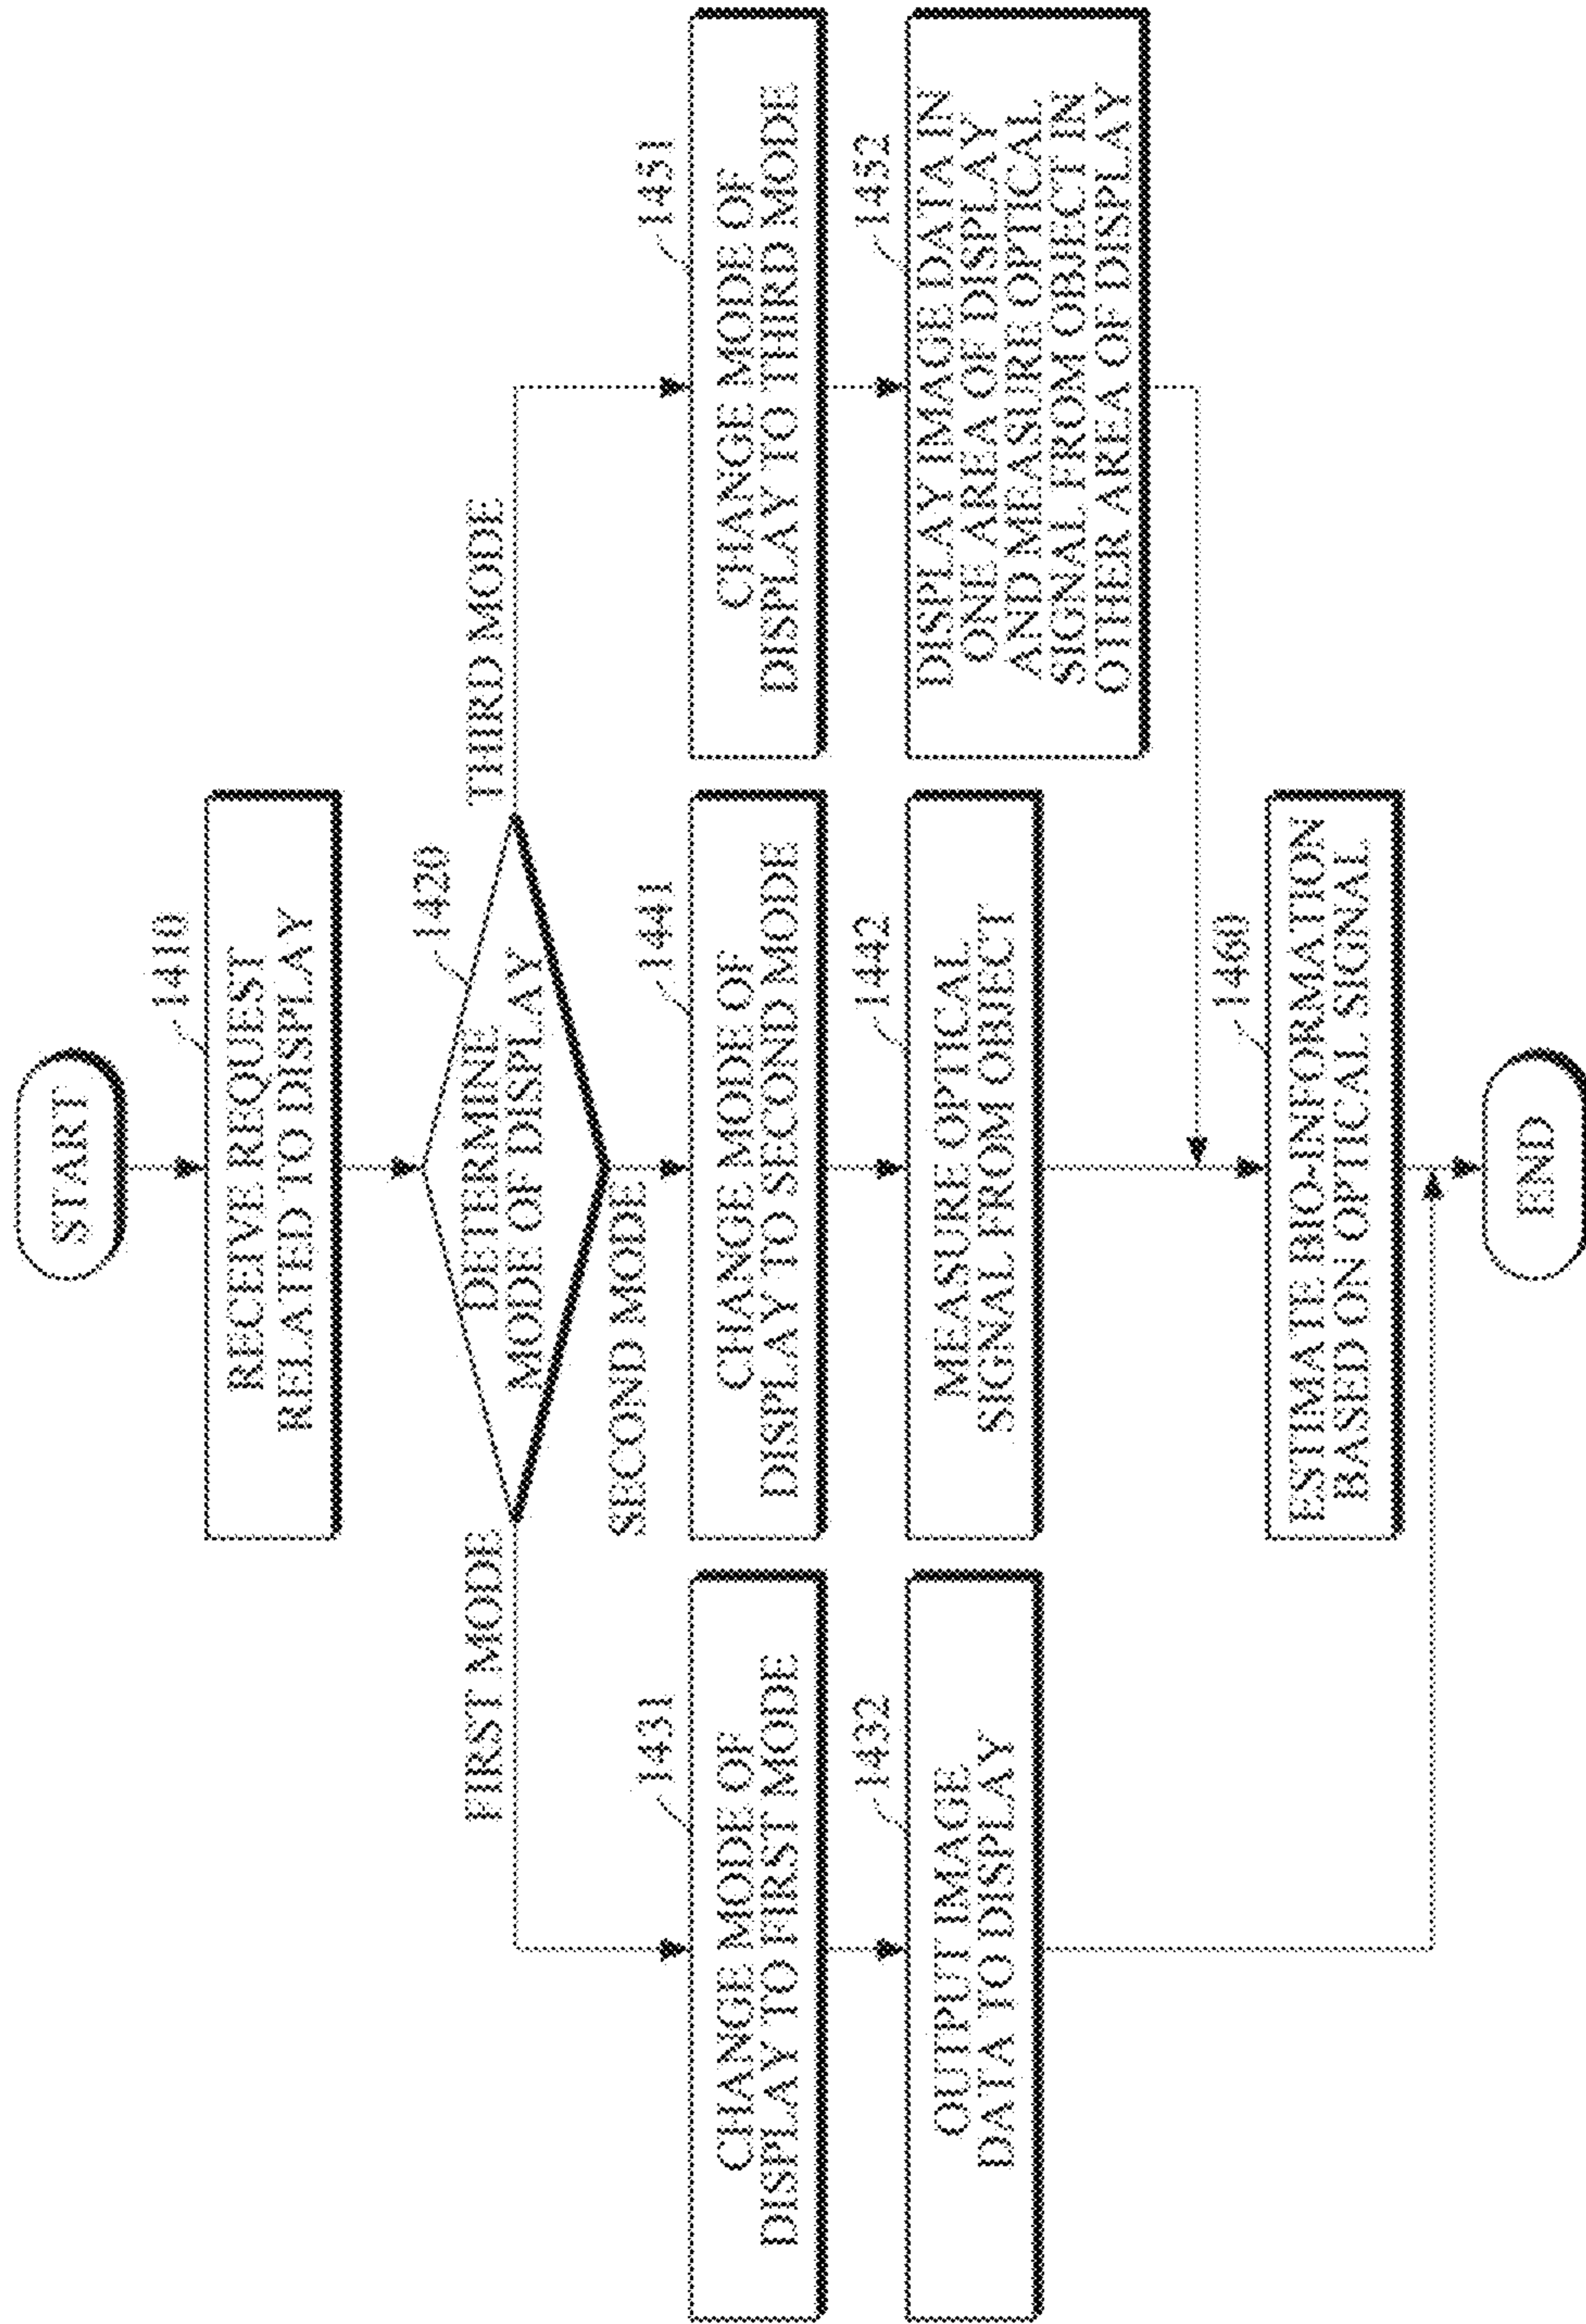 START
1410
RECEIVE REQUEST
RELATED TO DISPLAY
1420
DETERMINE
MODE OF DISPLAY
FIRST MODE
SECOND MODE
THIRD MODE
1431
CHANGE MODE OF
DISPLAY TO FIRST MODE
1432
OUTPUT IMAGE
DATA TO DISPLAY
1441
CHANGE MODE OF
DISPLAY TO SECOND MODE
1442
MEASURE OPTICAL
SIGNAL FROM OBJECT
1451
CHANGE MODE OF
DISPLAY TO THIRD MODE
1452
DISPLAY IMAGE DATA IN
ONE AREA OF DISPLAY
AND MEASURE OPTICAL
SIGNAL FROM OBJECT IN
OTHER AREA OF DISPLAY
1460
ESTIMATE BIO-INFORMATION
BASED ON OPTICAL SIGNAL
END